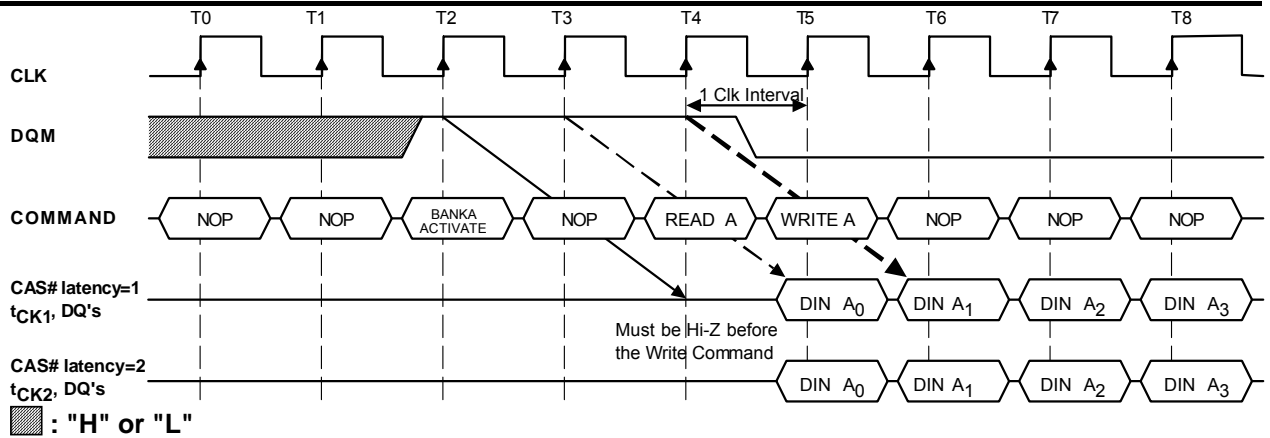 T0 T1 T2 T3 T4 T5 T6 T7 T8
CLK
1 Clk Interval
DQM
COMMAND NOP NOP BANKA ACTIVATE NOP READ A WRITE A NOP NOP NOP
CAS# latency=1
tCK1, DQ's
DIN A0 DIN A1 DIN A2 DIN A3
Must be Hi-Z before
the Write Command
CAS# latency=2
tCK2, DQ's
DIN A0 DIN A1 DIN A2 DIN A3
: "H" or "L"